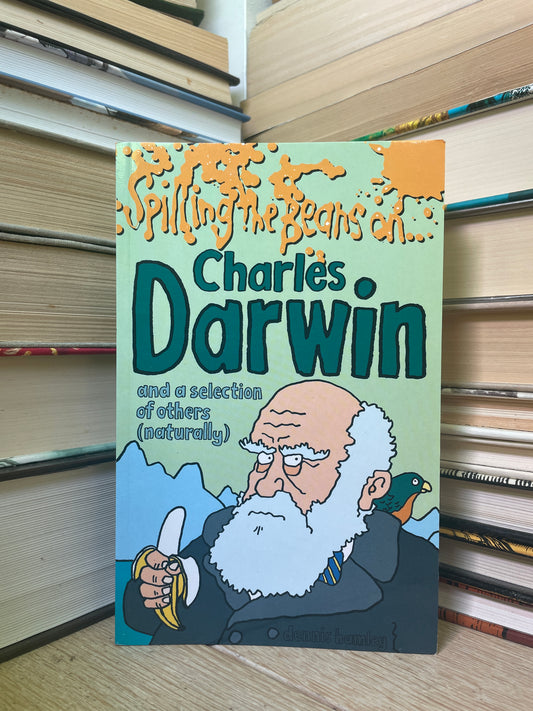 Spilling the Beans on...
Charles
Darwin
and a selection
of others
(naturally)
dennis hamley